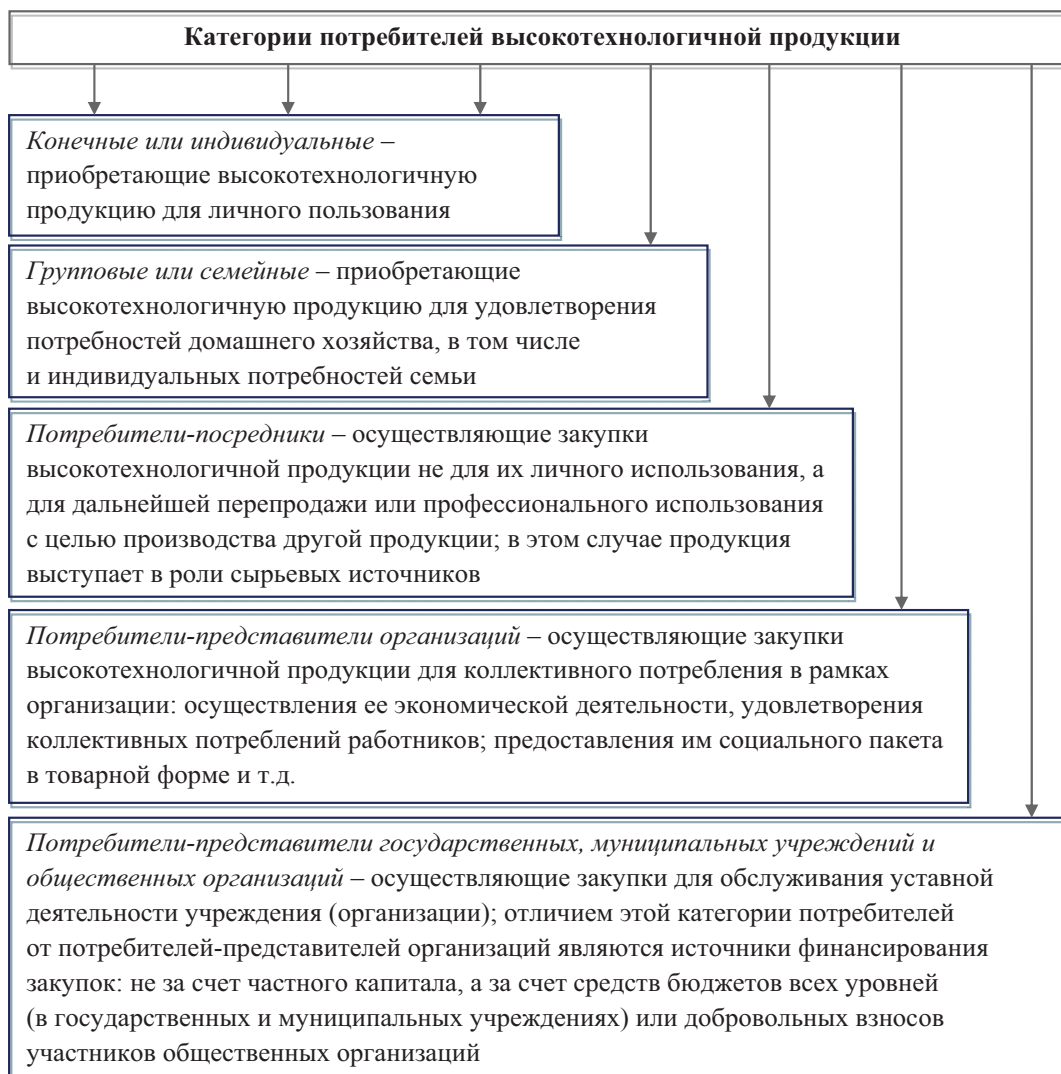 Категории потребителей высокотехнологичной продукции
Конечные или индивидуальные –
приобретающие высокотехнологичную
продукцию для личного пользования
Групповые или семейные – приобретающие
высокотехнологичную продукцию для удовлетворения
потребностей домашнего хозяйства, в том числе
и индивидуальных потребностей семьи
Потребители-посредники – осуществляющие закупки
высокотехнологичной продукции не для их личного использования, а
для дальнейшей перепродажи или профессионального использования
с целью производства другой продукции; в этом случае продукция
выступает в роли сырьевых источников
Потребители-представители организаций – осуществляющие закупки
высокотехнологичной продукции для коллективного потребления в рамках
организации: осуществления ее экономической деятельности, удовлетворения
коллективных потреблений работников; предоставления им социального пакета
в товарной форме и т.д.
Потребители-представители государственных, муниципальных учреждений и
общественных организаций – осуществляющие закупки для обслуживания уставной
деятельности учреждения (организации); отличием этой категории потребителей
от потребителей-представителей организаций являются источники финансирования
закупок: не за счет частного капитала, а за счет средств бюджетов всех уровней
(в государственных и муниципальных учреждениях) или добровольных взносов
участников общественных организаций